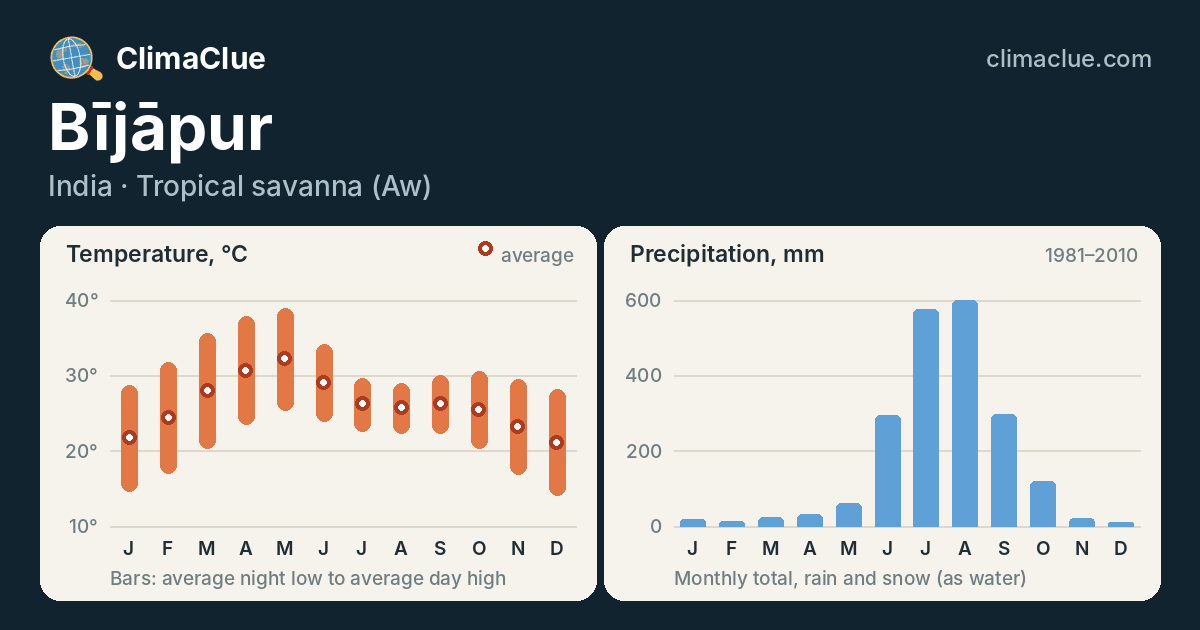 ClimaClue
climaclue.com
Bījāpur
India · Tropical savanna (Aw)
Temperature, °C
average
40°
30°
20°
10°
J F M A M J J A S O N D
Bars: average night low to average day high
Precipitation, mm
1981–2010
600
400
200
0
J F M A M J J A S O N D
Monthly total, rain and snow (as water)